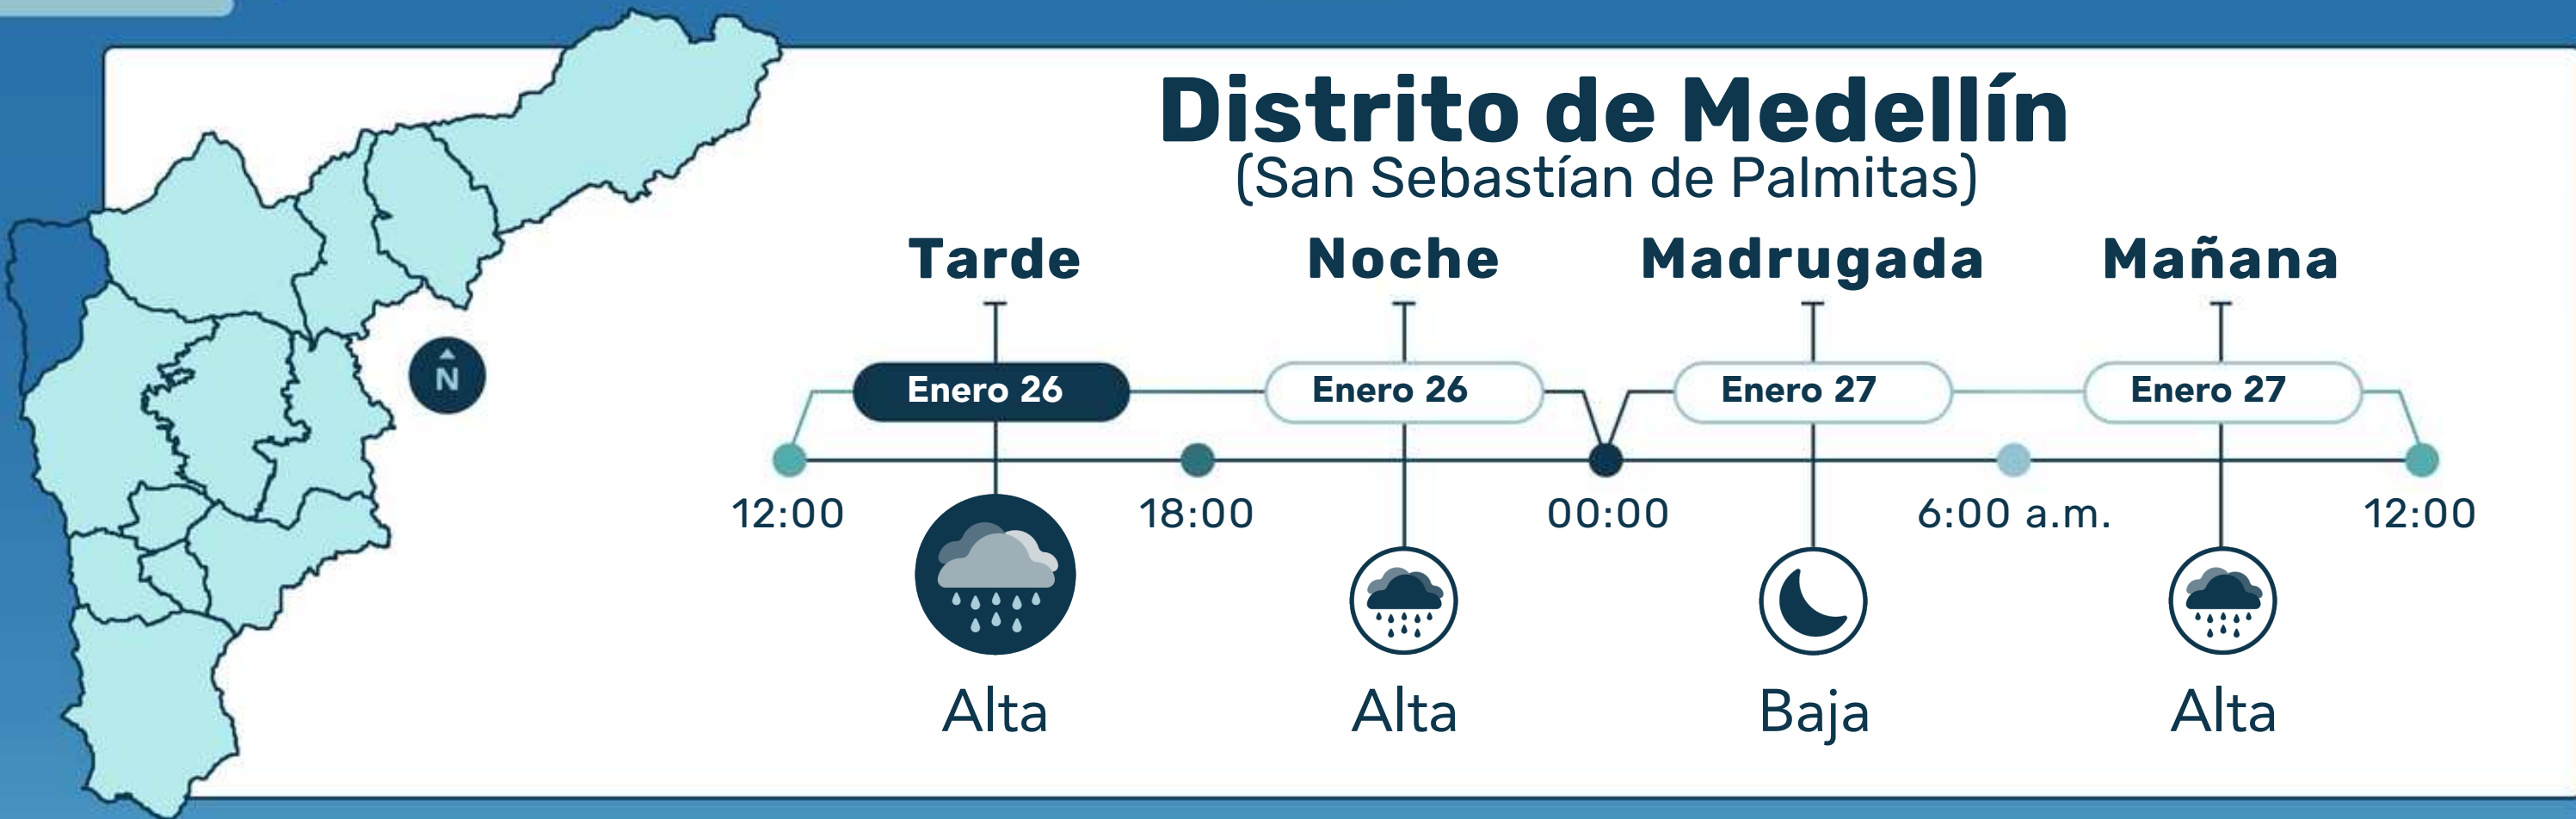 Distrito de Medellín
(San Sebastían de Palmitas)
Tarde Noche Madrugada Mañana
Enero 26 Enero 26 Enero 27 Enero 27
N
12:00 18:00 00:00 6:00 a.m. 12:00
Alta Alta Baja Alta